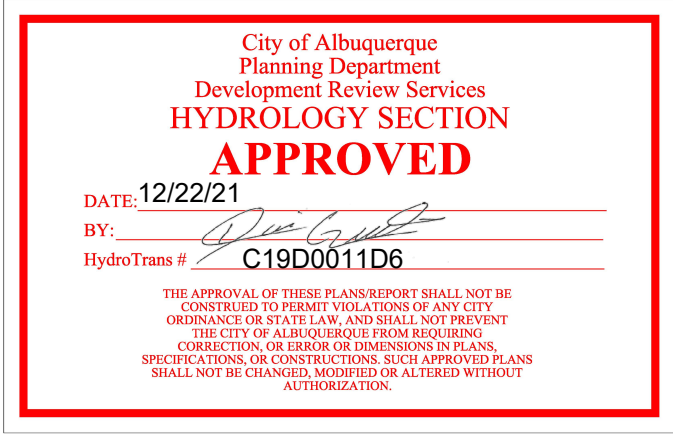 City of Albuquerque
Planning Department
Development Review Services
HYDROLOGY SECTION
APPROVED
DATE: 12/22/21
BY:
HydroTrans # C19D0011D6
THE APPROVAL OF THESE PLANS/REPORT SHALL NOT BE
CONSTRUED TO PERMIT VIOLATIONS OF ANY CITY
ORDINANCE OR STATE LAW, AND SHALL NOT PREVENT
THE CITY OF ALBUQUERQUE FROM REQUIRING
CORRECTION, OR ERROR OR DIMENSIONS IN PLANS,
SPECIFICATIONS, OR CONSTRUCTIONS. SUCH APPROVED PLANS
SHALL NOT BE CHANGED, MODIFIED OR ALTERED WITHOUT
AUTHORIZATION.